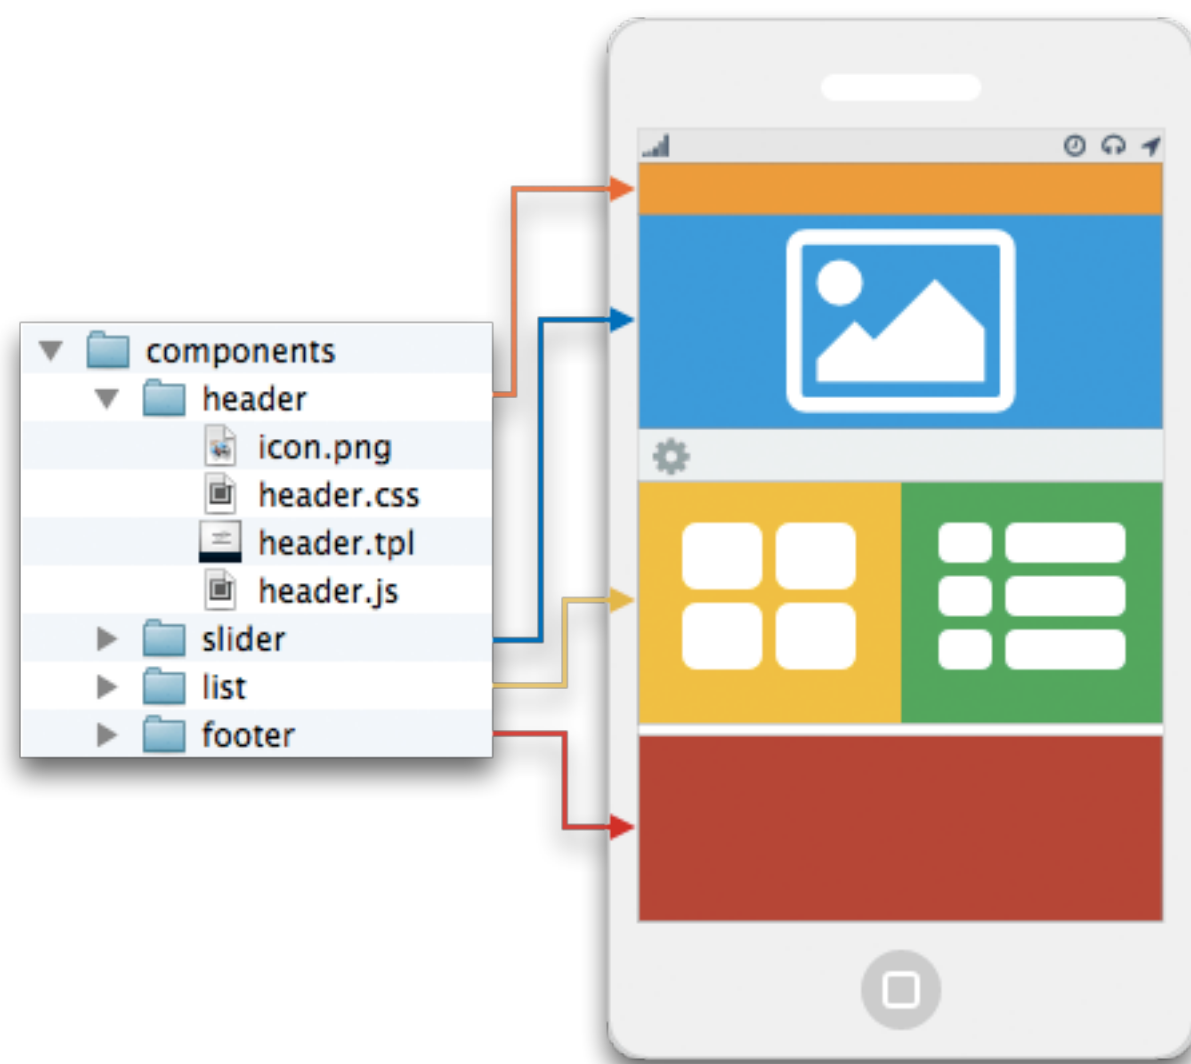 components
header
icon.png
header.css
header.tpl
header.js
slider
list
footer